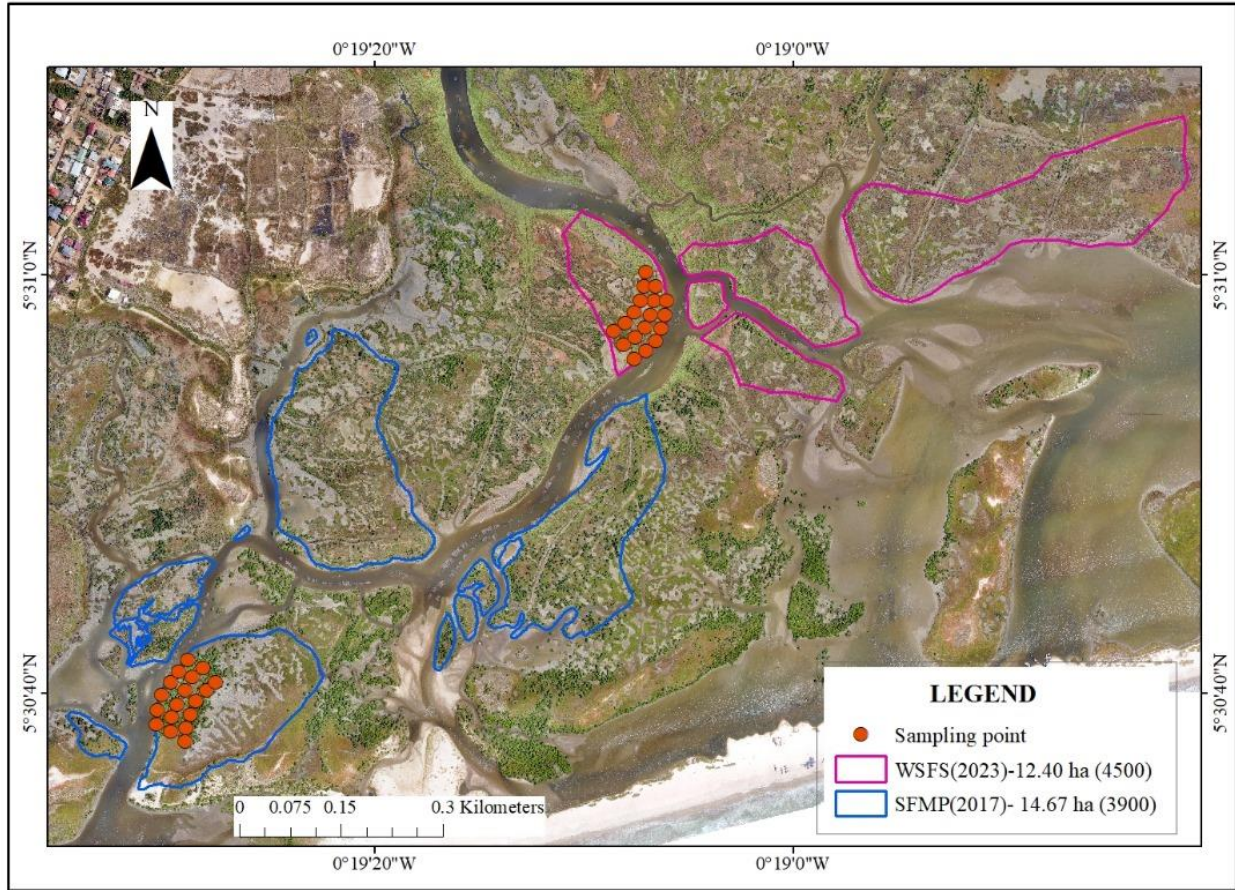 0°19'20"W
0°19'0"W
N
5°31'0"N
5°31'0"N
5°30'40"N
5°30'40"N
LEGEND
Sampling point
WSFS(2023)-12.40 ha (4500)
SFMP(2017)- 14.67 ha (3900)
0 0.075 0.15 0.3 Kilometers
0°19'20"W
0°19'0"W